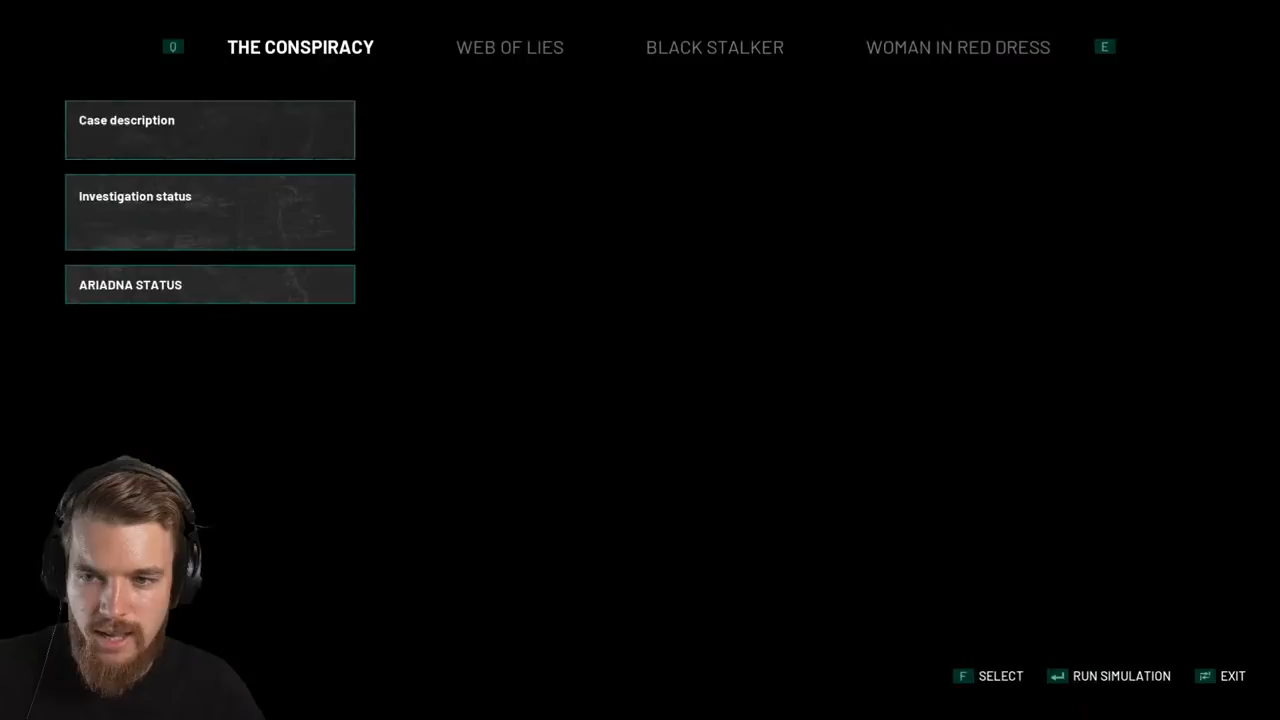 Q THE CONSPIRACY WEB OF LIES BLACK STALKER WOMAN IN RED DRESS E
Case description
Investigation status
ARIADNA STATUS
F SELECT RUN SIMULATION EXIT